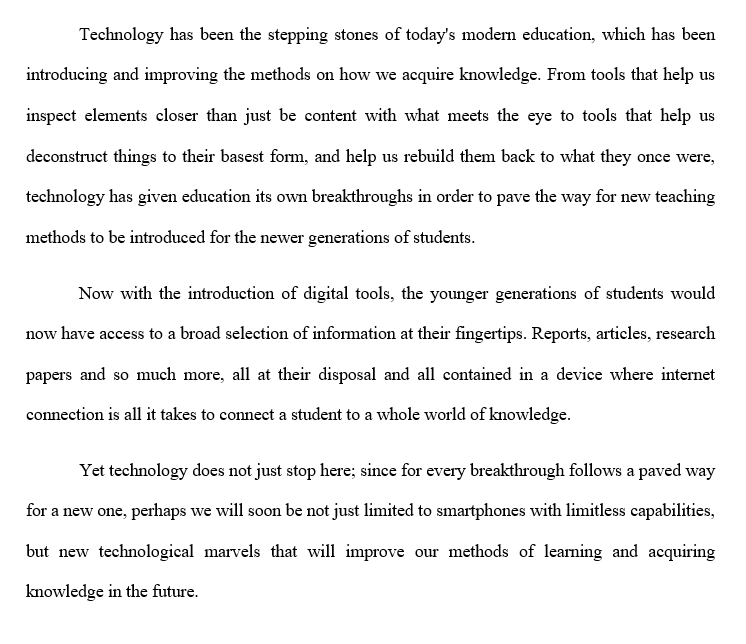 Technology has been the stepping stones of today's modern education, which has been
introducing and improving the methods on how we acquire knowledge. From tools that help us
inspect elements closer than just be content with what meets the eye to tools that help us
deconstruct things to their basest form, and help us rebuild them back to what they once were,
technology has given education its own breakthroughs in order to pave the way for new teaching
methods to be introduced for the newer generations of students.
Now with the introduction of digital tools, the younger generations of students would
now have access to a broad selection of information at their fingertips. Reports, articles, research
papers and so much more, all at their disposal and all contained in a device where internet
connection is all it takes to connect a student to a whole world of knowledge.
Yet technology does not just stop here; since for every breakthrough follows a paved way
for a new one, perhaps we will soon be not just limited to smartphones with limitless capabilities,
but new technological marvels that will improve our methods of learning and acquiring
knowledge in the future.